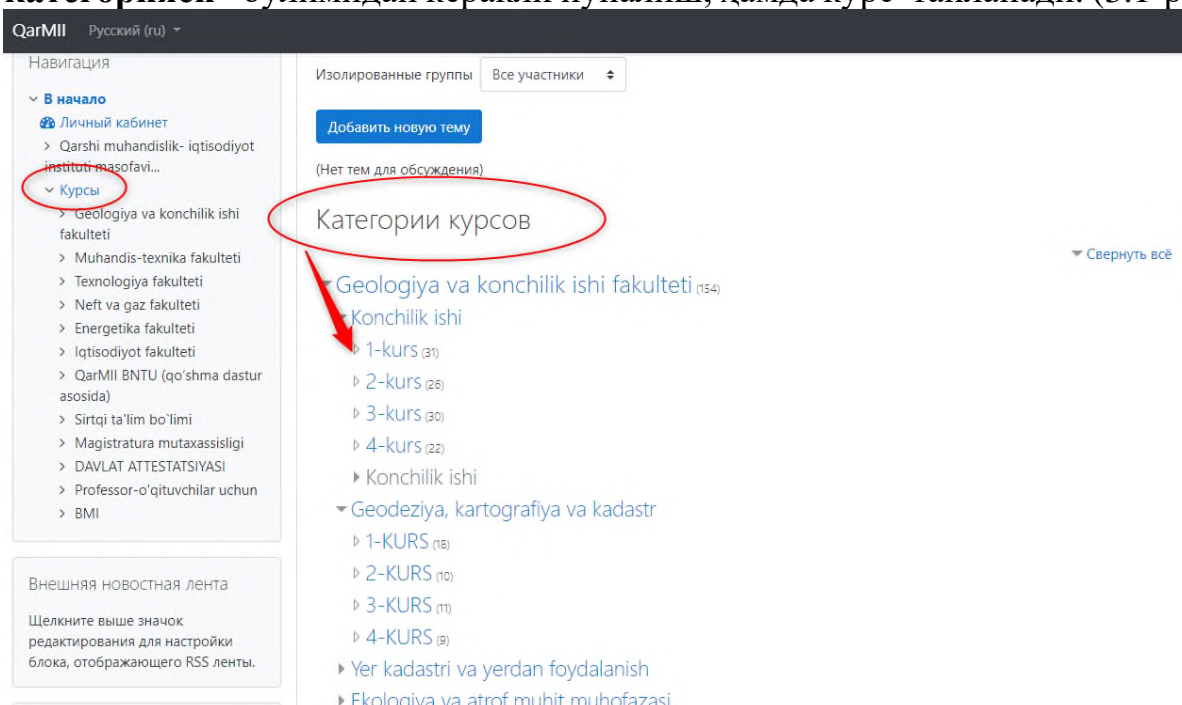 QarMII Русский (ru)
Навигация
В начало
Личный кабинет
Qarshi muhandislik- iqtisodiyot
instituti masofavi...
Курсы
Geologiya va konchilik ishi
fakulteti
Muhandis-texnika fakulteti
Texnologiya fakulteti
Neft va gaz fakulteti
Energetika fakulteti
Iqtisodiyot fakulteti
QarMII BNTU (qo'shma dastur
asosida)
Sirtqi ta'lim bo`limi
Magistratura mutaxassisligi
DAVLAT ATTESTATSIYASI
Professor-o'qituvchilar uchun
BMI
Внешняя новостная лента
Щелкните выше значок
редактирования для настройки
блока, отображающего RSS ленты.
Изолированные группы Все участники
Добавить новую тему
(Нет тем для обсуждения)
Категории курсов
Свернуть всё
Geologiya va konchilik ishi fakulteti (154)
Konchilik ishi
1-kurs (31)
2-kurs (26)
3-kurs (30)
4-kurs (22)
Konchilik ishi
Geodeziya, kartografiya va kadastr
1-KURS (18)
2-KURS (10)
3-KURS (11)
4-KURS (9)
Yer kadastri va yerdan foydalanish
Ekologiya va atrof muhit muhofazasi